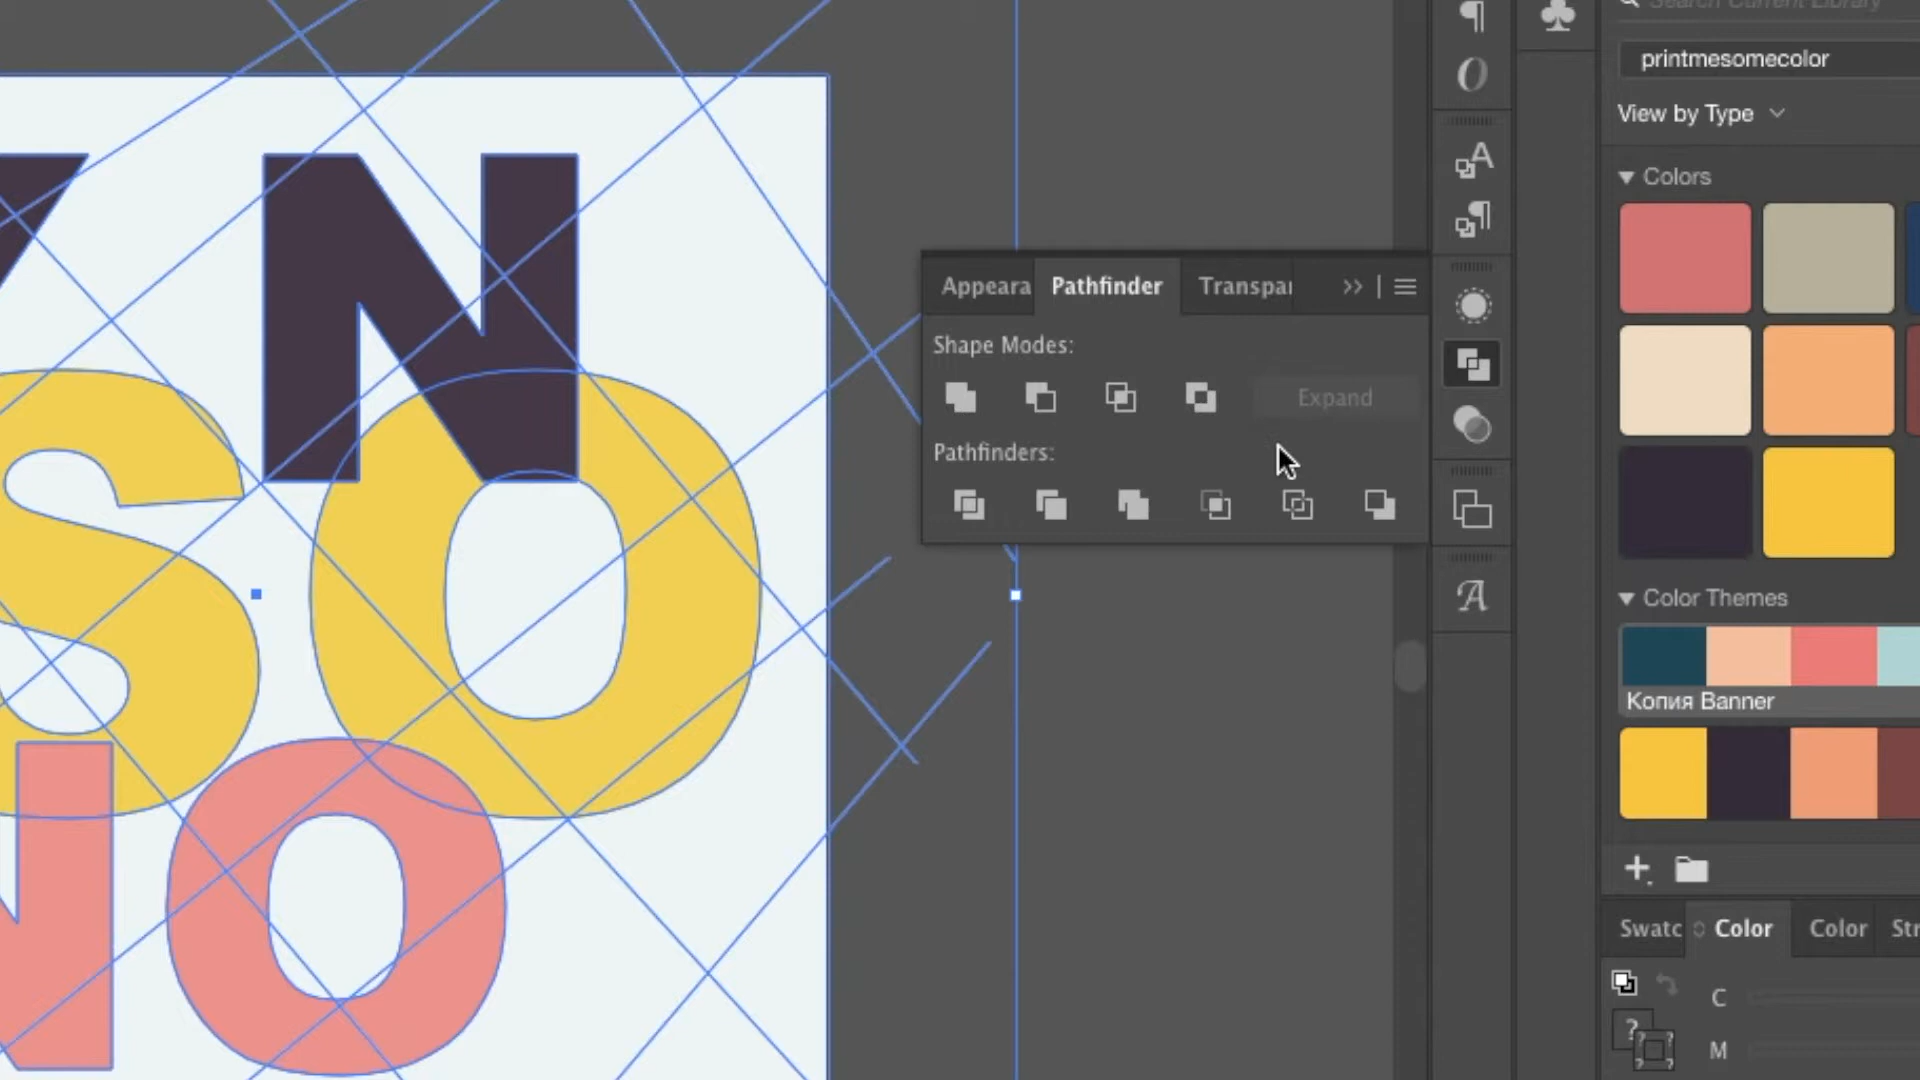 Search Current Library
printmesomecolor
View by Type
Colors
Y N
S O
N O
Appeara Pathfinder Transpar
Shape Modes:
Expand
Pathfinders:
Color Themes
Копия Banner
Swatc Color Color Str
C
M